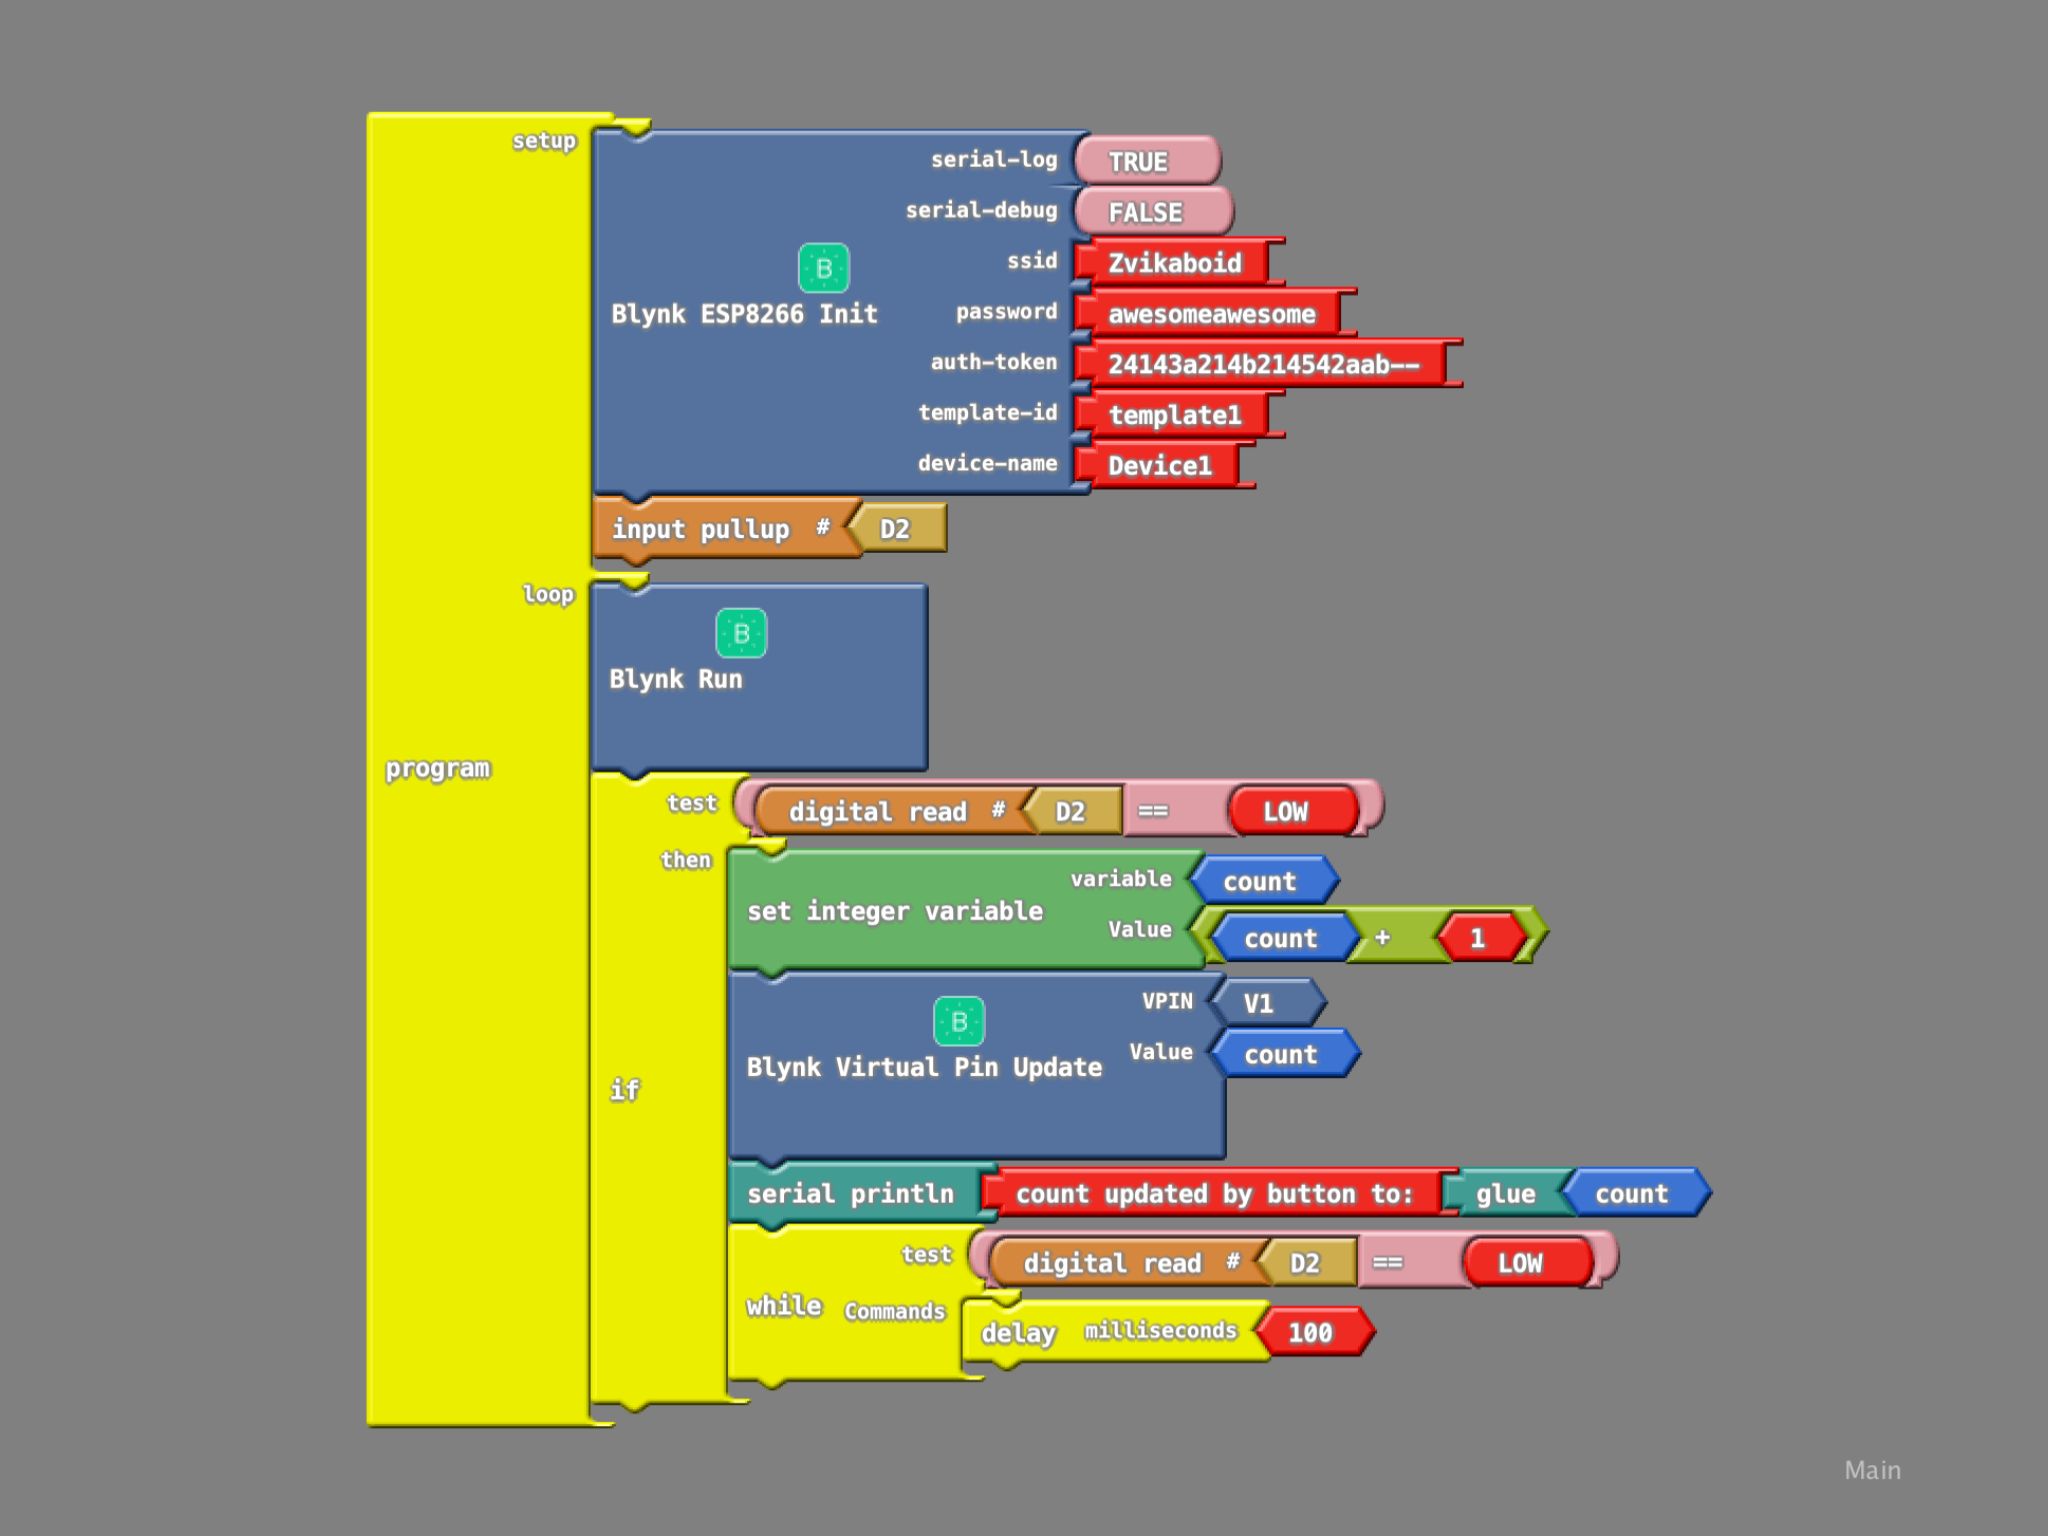 setup
serial-log TRUE
serial-debug FALSE
B
ssid Zvikaboid
Blynk ESP8266 Init
password awesomeawesome
auth-token 24143a214b214542aab--
template-id template1
device-name Device1
input pullup # D2
loop
B
Blynk Run
program
test digital read # D2 == LOW
then
variable count
set integer variable
Value count + 1
VPIN V1
B
Value count
Blynk Virtual Pin Update
if
serial println count updated by button to: glue count
test digital read # D2 == LOW
while Commands
delay milliseconds 100
Main